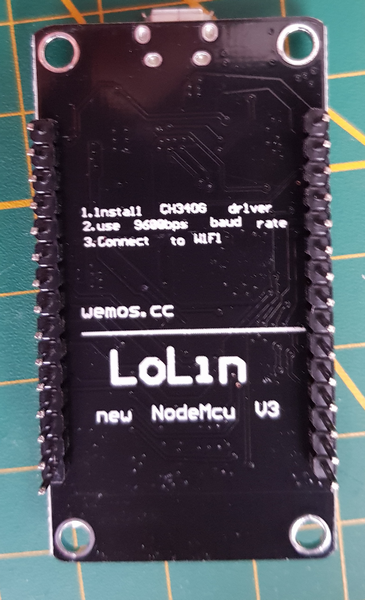 1.Install CH340G driver
2.use 9600bps baud rate
3.Connect to WiFi
wemos.cc
LoLin
new NodeMcu V3